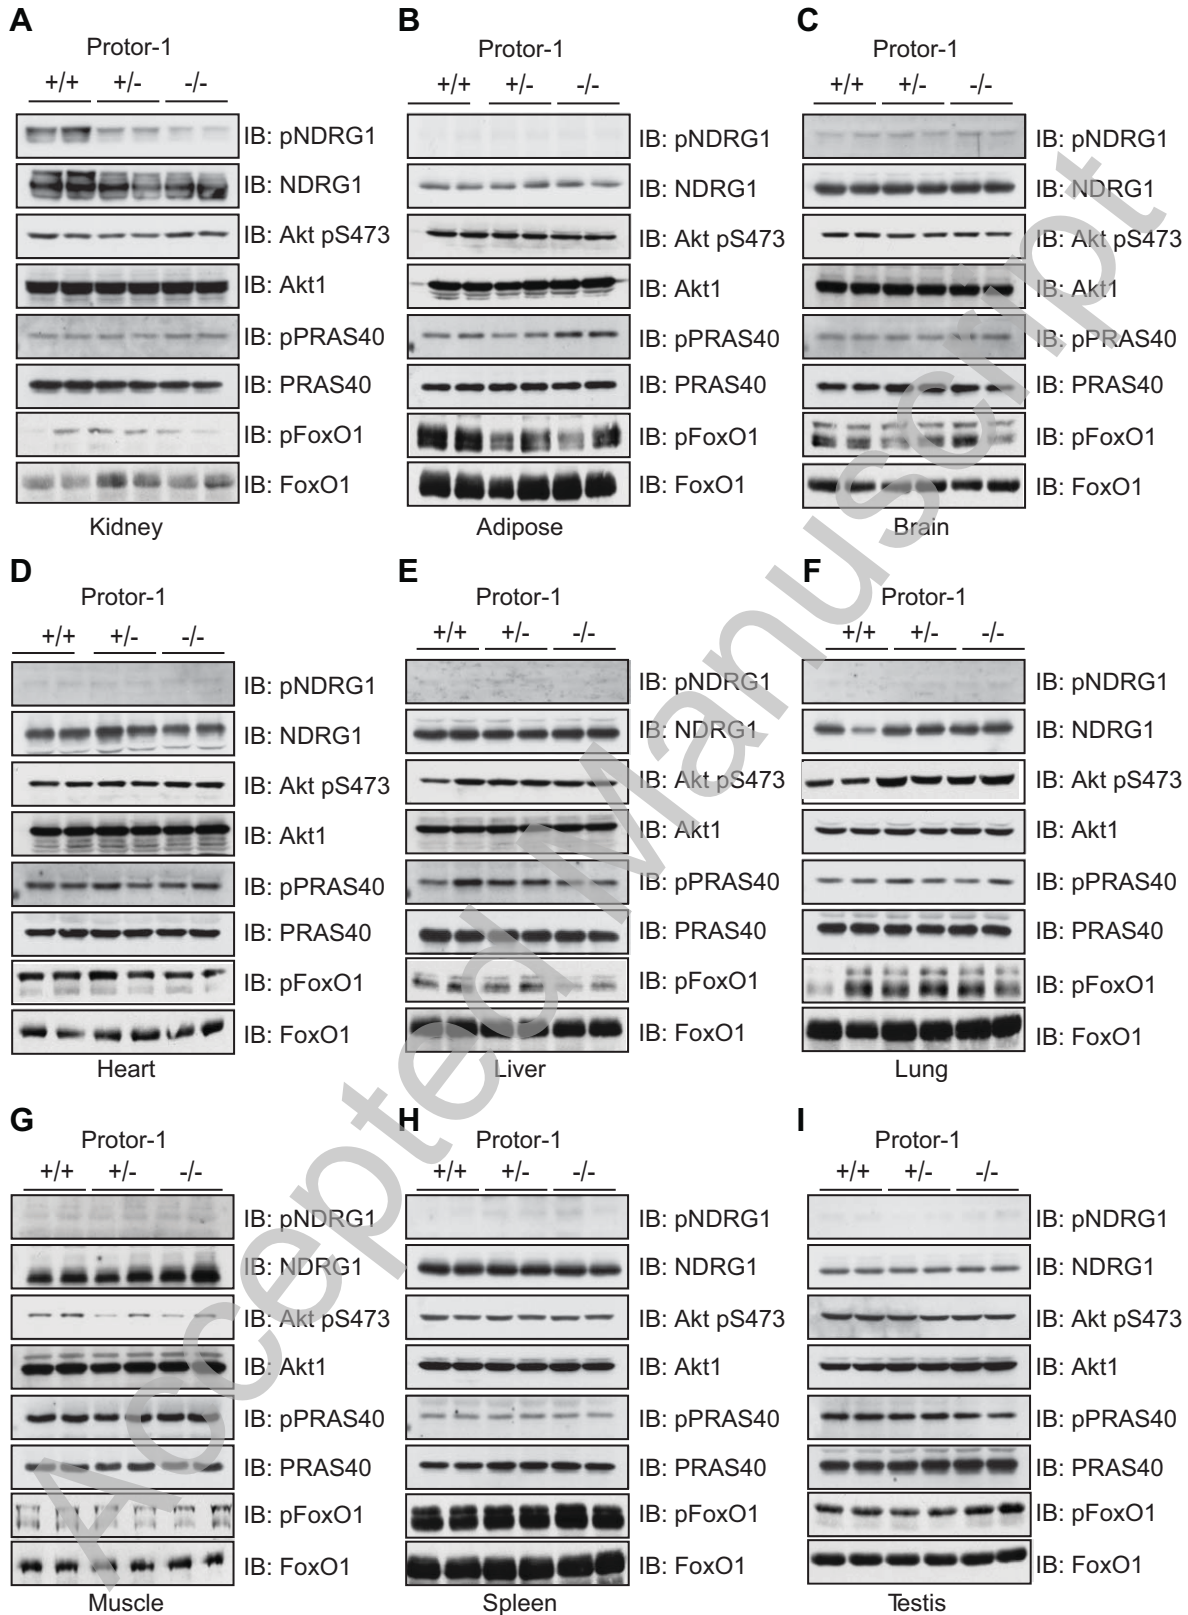 A
Protor-1
+/+ +/- -/-
IB: pNDRG1
IB: NDRG1
IB: Akt pS473
IB: Akt1
IB: pPRAS40
IB: PRAS40
IB: pFoxO1
IB: FoxO1
Kidney
B
Protor-1
+/+ +/- -/-
IB: pNDRG1
IB: NDRG1
IB: Akt pS473
IB: Akt1
IB: pPRAS40
IB: PRAS40
IB: pFoxO1
IB: FoxO1
Adipose
C
Protor-1
+/+ +/- -/-
IB: pNDRG1
IB: NDRG1
IB: Akt pS473
IB: Akt1
IB: pPRAS40
IB: PRAS40
IB: pFoxO1
IB: FoxO1
Brain
D
Protor-1
+/+ +/- -/-
IB: pNDRG1
IB: NDRG1
IB: Akt pS473
IB: Akt1
IB: pPRAS40
IB: PRAS40
IB: pFoxO1
IB: FoxO1
Heart
E
Protor-1
+/+ +/- -/-
IB: pNDRG1
IB: NDRG1
IB: Akt pS473
IB: Akt1
IB: pPRAS40
IB: PRAS40
IB: pFoxO1
IB: FoxO1
Liver
F
Protor-1
+/+ +/- -/-
IB: pNDRG1
IB: NDRG1
IB: Akt pS473
IB: Akt1
IB: pPRAS40
IB: PRAS40
IB: pFoxO1
IB: FoxO1
Lung
G
Protor-1
+/+ +/- -/-
IB: pNDRG1
IB: NDRG1
IB: Akt pS473
IB: Akt1
IB: pPRAS40
IB: PRAS40
IB: pFoxO1
IB: FoxO1
Muscle
H
Protor-1
+/+ +/- -/-
IB: pNDRG1
IB: NDRG1
IB: Akt pS473
IB: Akt1
IB: pPRAS40
IB: PRAS40
IB: pFoxO1
IB: FoxO1
Spleen
I
Protor-1
+/+ +/- -/-
IB: pNDRG1
IB: NDRG1
IB: Akt pS473
IB: Akt1
IB: pPRAS40
IB: PRAS40
IB: pFoxO1
IB: FoxO1
Testis
Accepted Manuscript